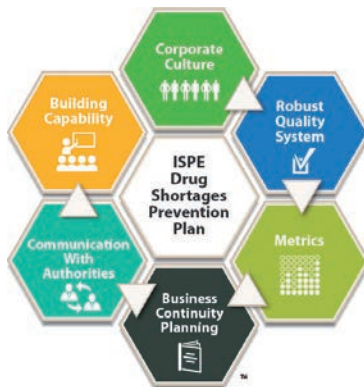 Corporate
Culture
Robust
Quality
System
Metrics
Business
Continuity
Planning
Communication
With
Authorities
Building
Capability
ISPE
Drug
Shortages
Prevention
Plan
™